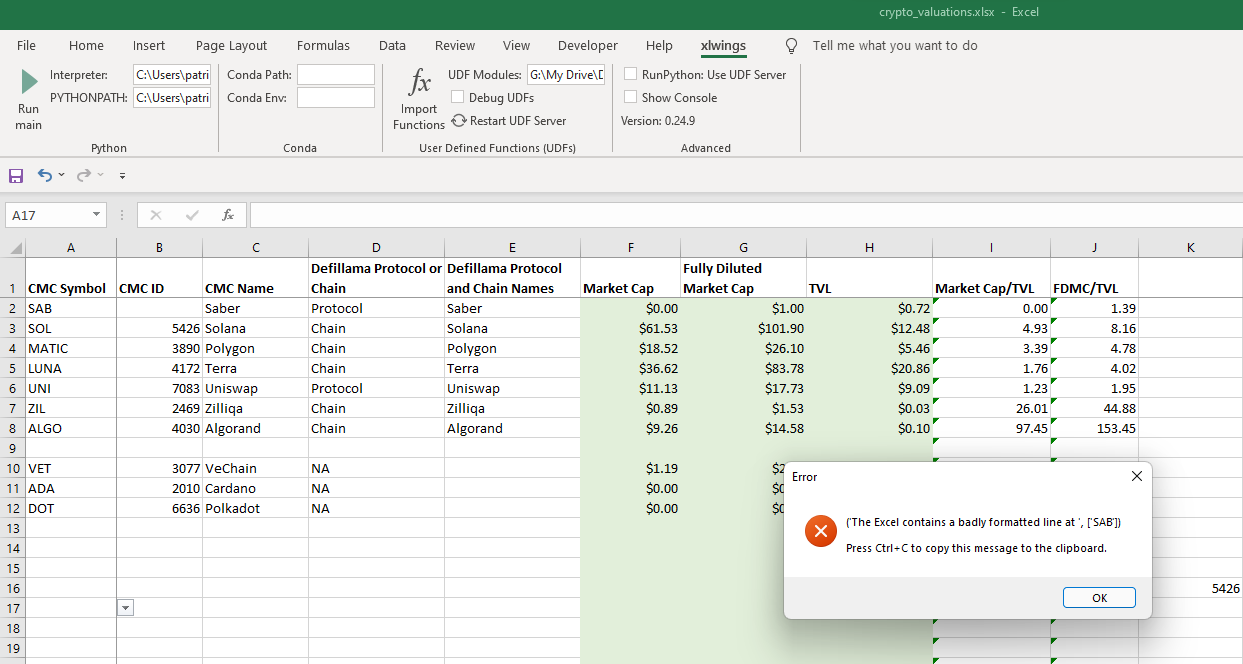 crypto_valuations.xlsx - Excel
File Home Insert Page Layout Formulas Data Review View Developer Help xlwings Tell me what you want to do
Run main
Interpreter: C:\Users\patri
PYTHONPATH: C:\Users\patri
Python
Conda Path:
Conda Env:
Conda
Import Functions
UDF Modules: G:\My Drive\D
Debug UDFs
Restart UDF Server
User Defined Functions (UDFs)
RunPython: Use UDF Server
Show Console
Version: 0.24.9
Advanced
A17 fx
A B C D E F G H I J K
1 CMC Symbol CMC ID CMC Name Defillama Protocol or Chain Defillama Protocol and Chain Names Market Cap Fully Diluted Market Cap TVL Market Cap/TVL FDMC/TVL
2 SAB Saber Protocol Saber $0.00 $1.00 $0.72 0.00 1.39
3 SOL 5426 Solana Chain Solana $61.53 $101.90 $12.48 4.93 8.16
4 MATIC 3890 Polygon Chain Polygon $18.52 $26.10 $5.46 3.39 4.78
5 LUNA 4172 Terra Chain Terra $36.62 $83.78 $20.86 1.76 4.02
6 UNI 7083 Uniswap Protocol Uniswap $11.13 $17.73 $9.09 1.23 1.95
7 ZIL 2469 Zilliqa Chain Zilliqa $0.89 $1.53 $0.03 26.01 44.88
8 ALGO 4030 Algorand Chain Algorand $9.26 $14.58 $0.10 97.45 153.45
9
10 VET 3077 VeChain NA $1.19
11 ADA 2010 Cardano NA $0.00
12 DOT 6636 Polkadot NA $0.00
13
14
15
16 5426
17
18
19
Error
('The Excel contains a badly formatted line at ', ['SAB'])
Press Ctrl+C to copy this message to the clipboard.
OK